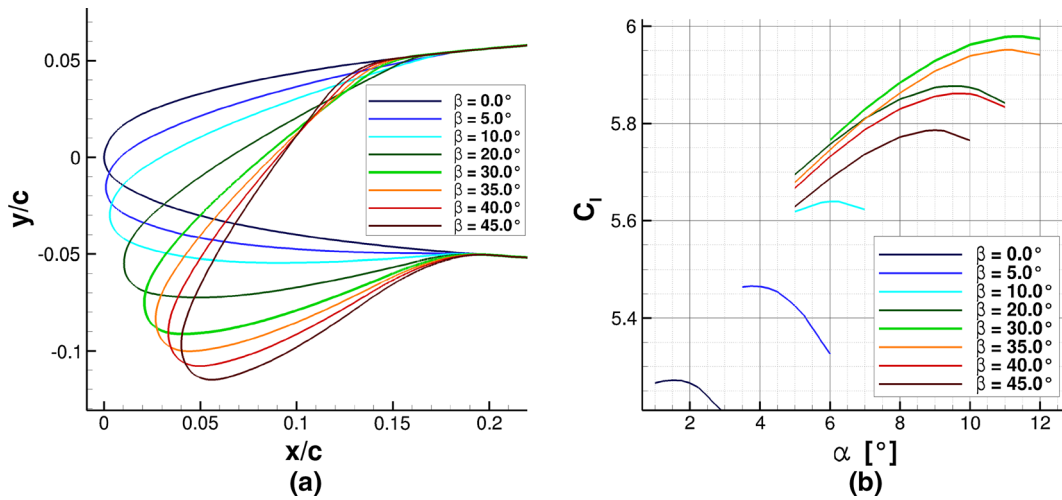 0.05
0
-0.05
-0.1
y/c
0
0.05
0.1
0.15
0.2
x/c
(a)
β = 0.0°
β = 5.0°
β = 10.0°
β = 20.0°
β = 30.0°
β = 35.0°
β = 40.0°
β = 45.0°
6
5.8
5.6
5.4
Cl
2
4
6
8
10
12
α [°]
(b)
β = 0.0°
β = 5.0°
β = 10.0°
β = 20.0°
β = 30.0°
β = 35.0°
β = 40.0°
β = 45.0°